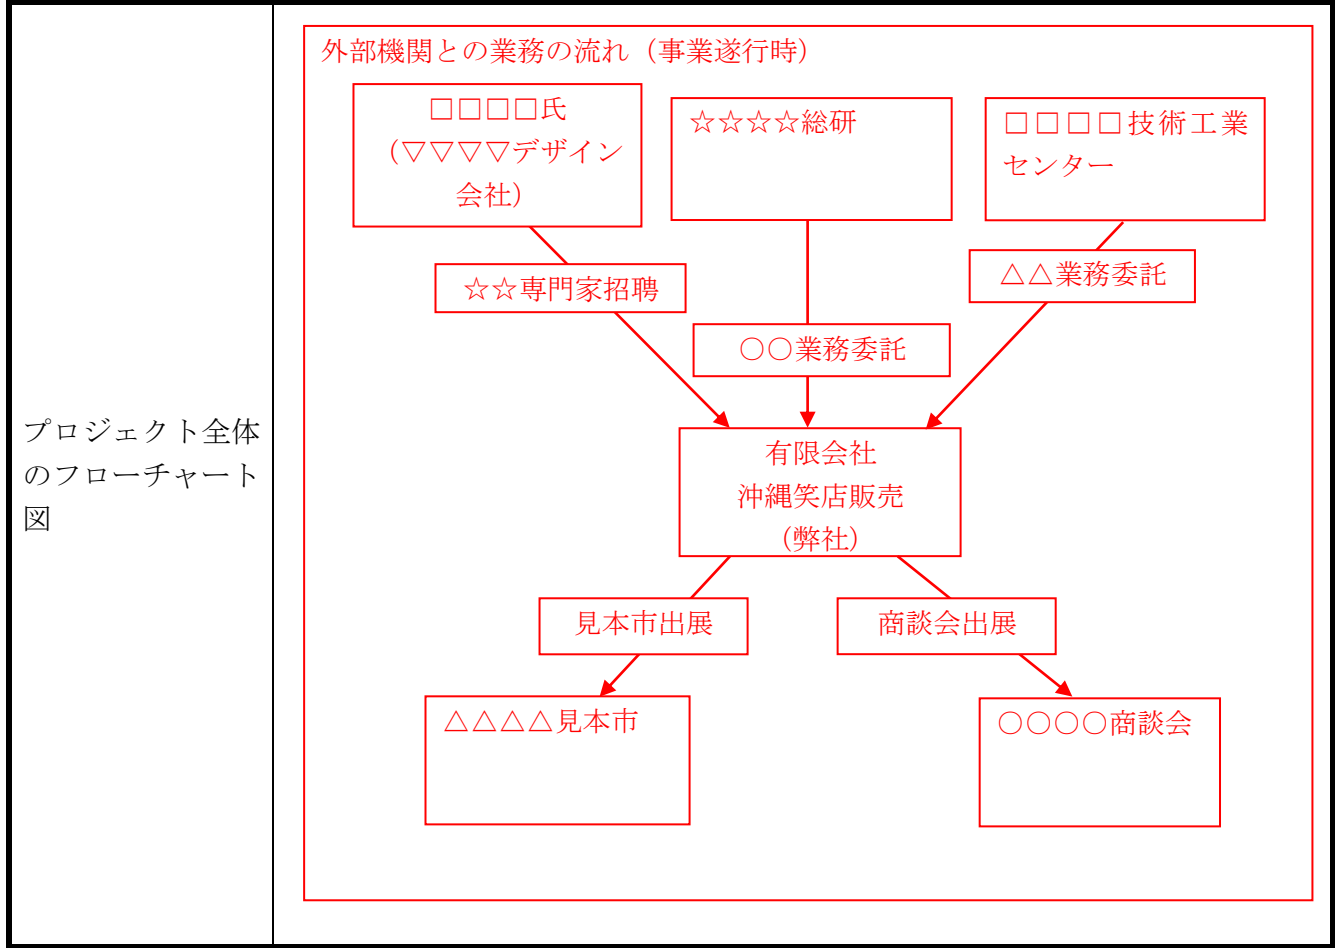 プロジェクト全体
のフローチャート
図
外部機関との業務の流れ（事業遂行時）
□□□□氏
（▽▽▽▽デザイン
会社）
☆☆☆☆総研
□□□□技術工業
センター
☆☆専門家招聘
△△業務委託
○○業務委託
有限会社
沖縄笑店販売
（弊社）
見本市出展
商談会出展
△△△△見本市
○○○○商談会